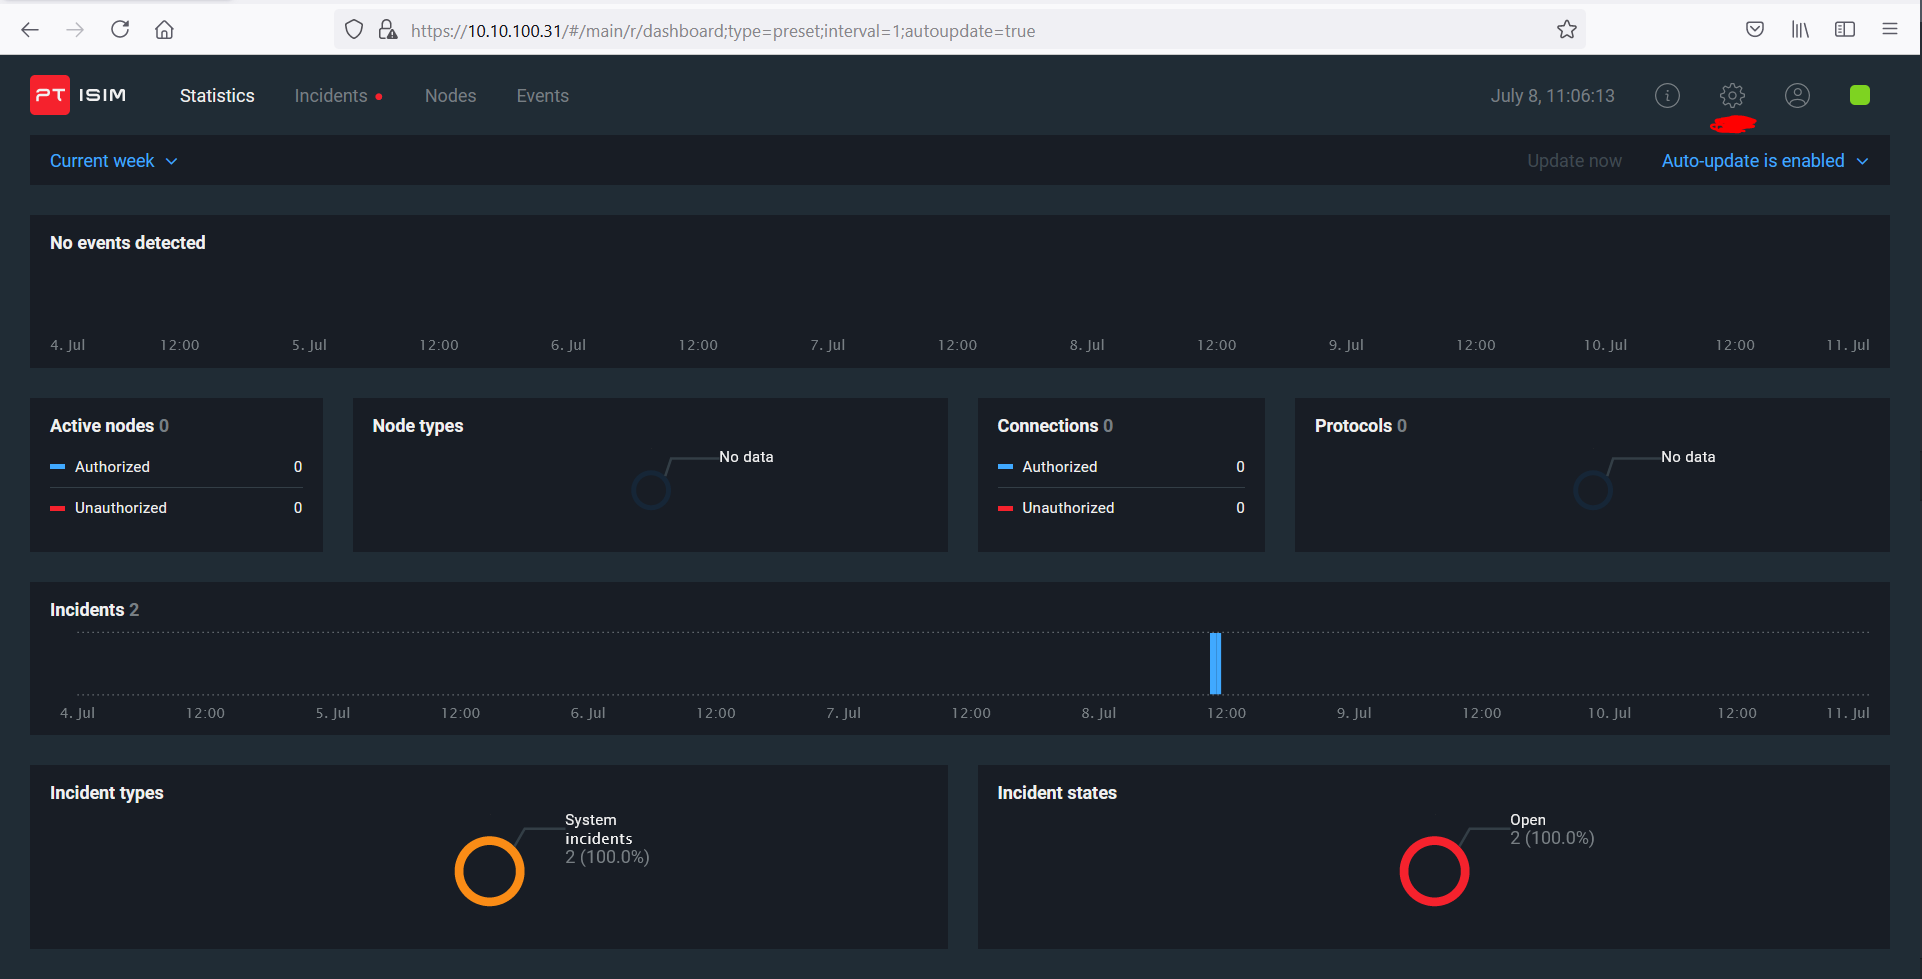 https://10.10.100.31/#/main/r/dashboard;type=preset;interval=1;autoupdate=true
PT ISIM Statistics Incidents Nodes Events July 8, 11:06:13
Current week Update now Auto-update is enabled
No events detected
4. Jul 12:00 5. Jul 12:00 6. Jul 12:00 7. Jul 12:00 8. Jul 12:00 9. Jul 12:00 10. Jul 12:00 11. Jul
Active nodes 0
Authorized 0
Unauthorized 0
Node types
No data
Connections 0
Authorized 0
Unauthorized 0
Protocols 0
No data
Incidents 2
4. Jul 12:00 5. Jul 12:00 6. Jul 12:00 7. Jul 12:00 8. Jul 12:00 9. Jul 12:00 10. Jul 12:00 11. Jul
Incident types
System
incidents
2 (100.0%)
Incident states
Open
2 (100.0%)